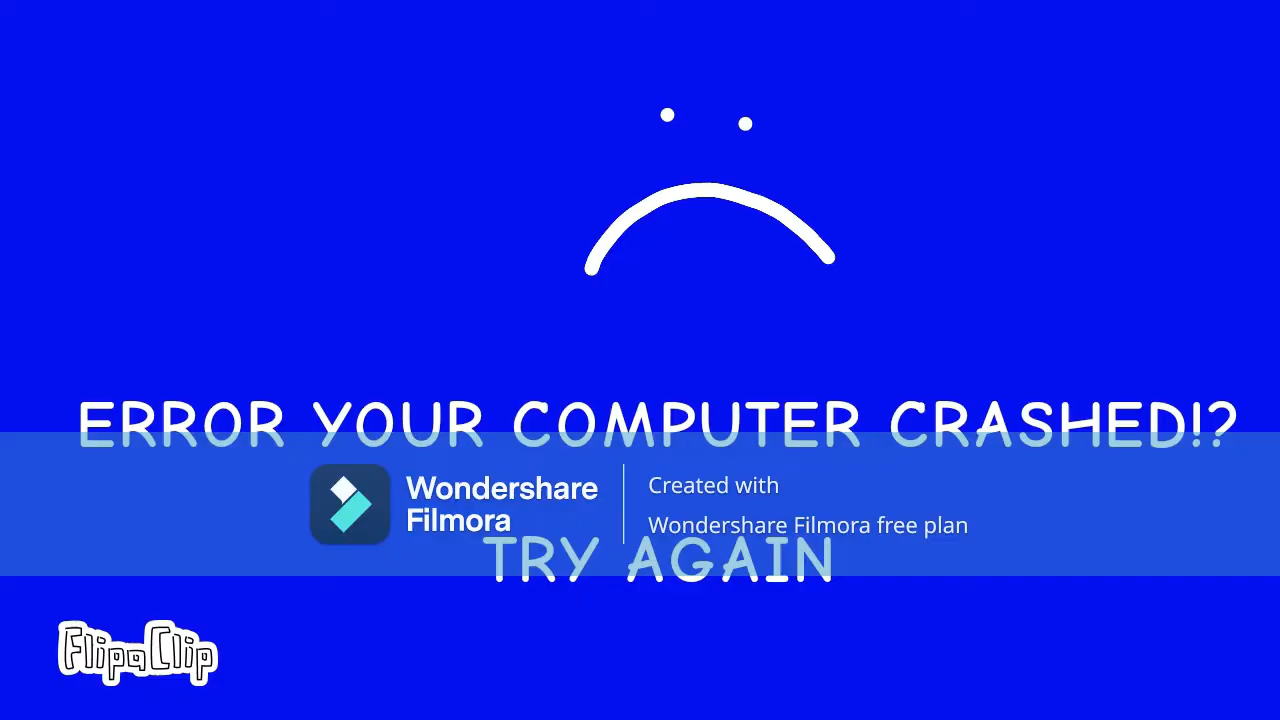 ERROR YOUR COMPUTER CRASHED!?
Wondershare
Filmora
Created with
Wondershare Filmora free plan
TRY AGAIN
FlipaClip